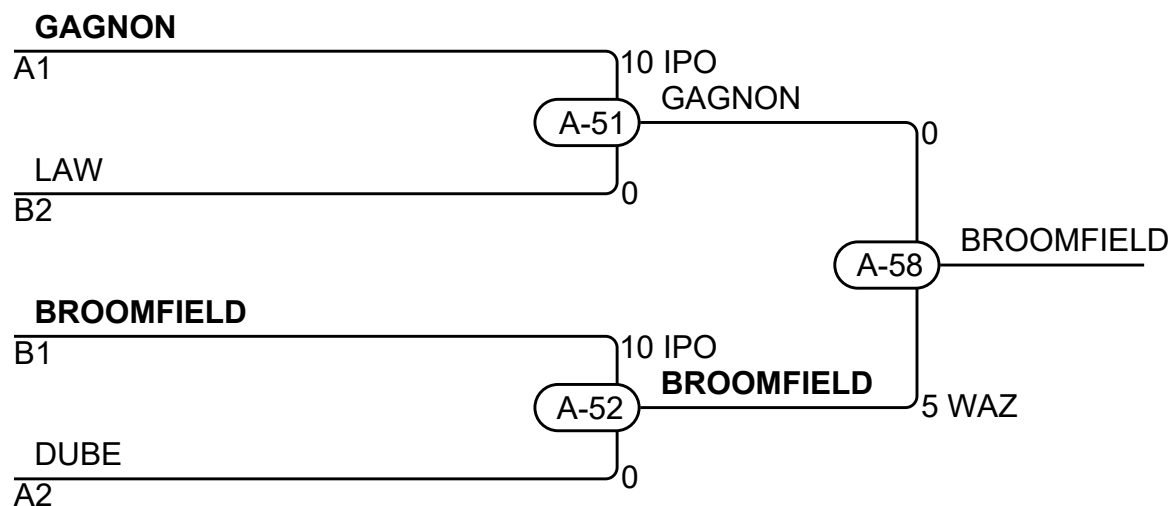 GAGNON
A1
10 IPO
GAGNON
A-51
0
LAW
B2
0
BROOMFIELD
A-58
BROOMFIELD
B1
10 IPO
BROOMFIELD
A-52
5 WAZ
DUBE
A2
0